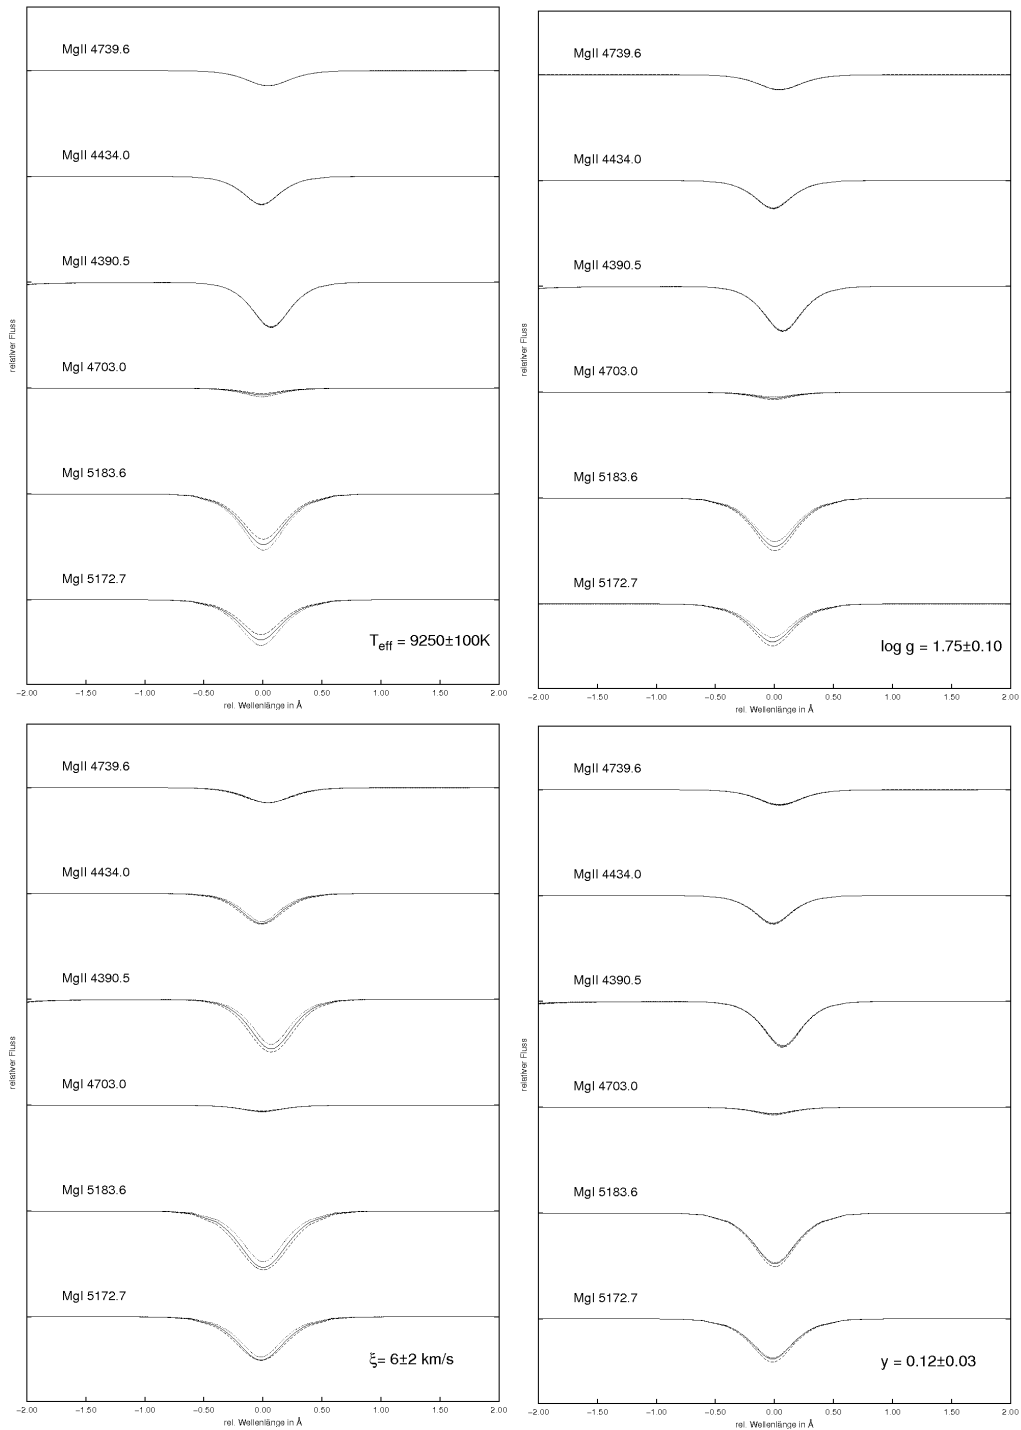 MgII 4739.6
MgII 4434.0
MgII 4390.5
MgI 4703.0
MgI 5183.6
MgI 5172.7
T_eff = 9250±100K
relativer Fluss
−2.00 −1.50 −1.00 −0.50 0.00 0.50 1.00 1.50 2.00
rel. Wellenlänge in Å
MgII 4739.6
MgII 4434.0
MgII 4390.5
MgI 4703.0
MgI 5183.6
MgI 5172.7
log g = 1.75±0.10
relativer Fluss
−2.00 −1.50 −1.00 −0.50 0.00 0.50 1.00 1.50 2.00
rel. Wellenlänge in Å
MgII 4739.6
MgII 4434.0
MgII 4390.5
MgI 4703.0
MgI 5183.6
MgI 5172.7
ξ= 6±2 km/s
relativer Fluss
−2.00 −1.50 −1.00 −0.50 0.00 0.50 1.00 1.50 2.00
rel. Wellenlänge in Å
MgII 4739.6
MgII 4434.0
MgII 4390.5
MgI 4703.0
MgI 5183.6
MgI 5172.7
y = 0.12±0.03
relativer Fluss
−2.00 −1.50 −1.00 −0.50 0.00 0.50 1.00 1.50 2.00
rel. Wellenlänge in Å